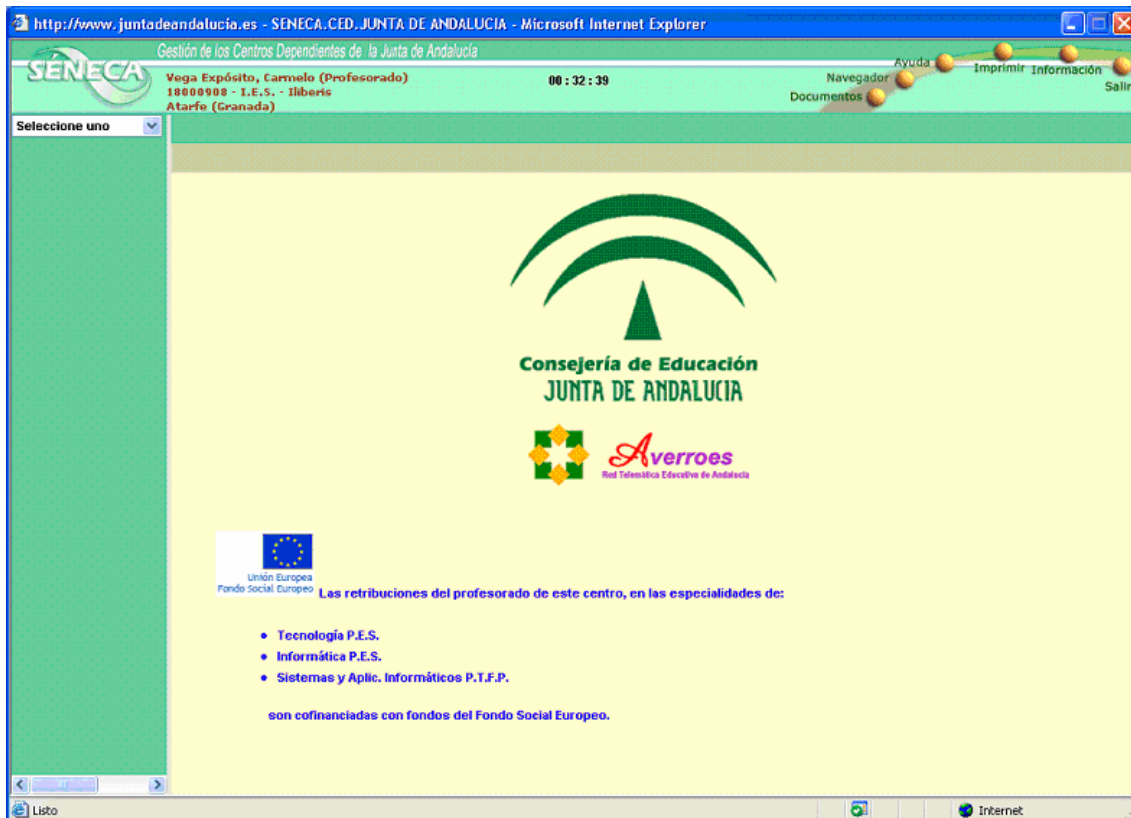 http://www.juntadeandalucia.es - SENECA.CED.JUNTA DE ANDALUCIA - Microsoft Internet Explorer
Gestión de los Centros Dependientes de la Junta de Andalucía
SÉNECA
Vega Expósito, Carmelo (Profesorado)
18000908 - I.E.S. - Iliberis
Atarfe (Granada)
00 : 32 : 39
Documentos
Navegador
Ayuda
Imprimir
Información
Salir
Seleccione uno
Consejería de Educación
JUNTA DE ANDALUCIA
Averroes
Red Telemática Educativa de Andalucía
Unión Europea
Fondo Social Europeo
Las retribuciones del profesorado de este centro, en las especialidades de:
• Tecnología P.E.S.
• Informática P.E.S.
• Sistemas y Aplic. Informáticos P.T.F.P.
son cofinanciadas con fondos del Fondo Social Europeo.
Listo
Internet